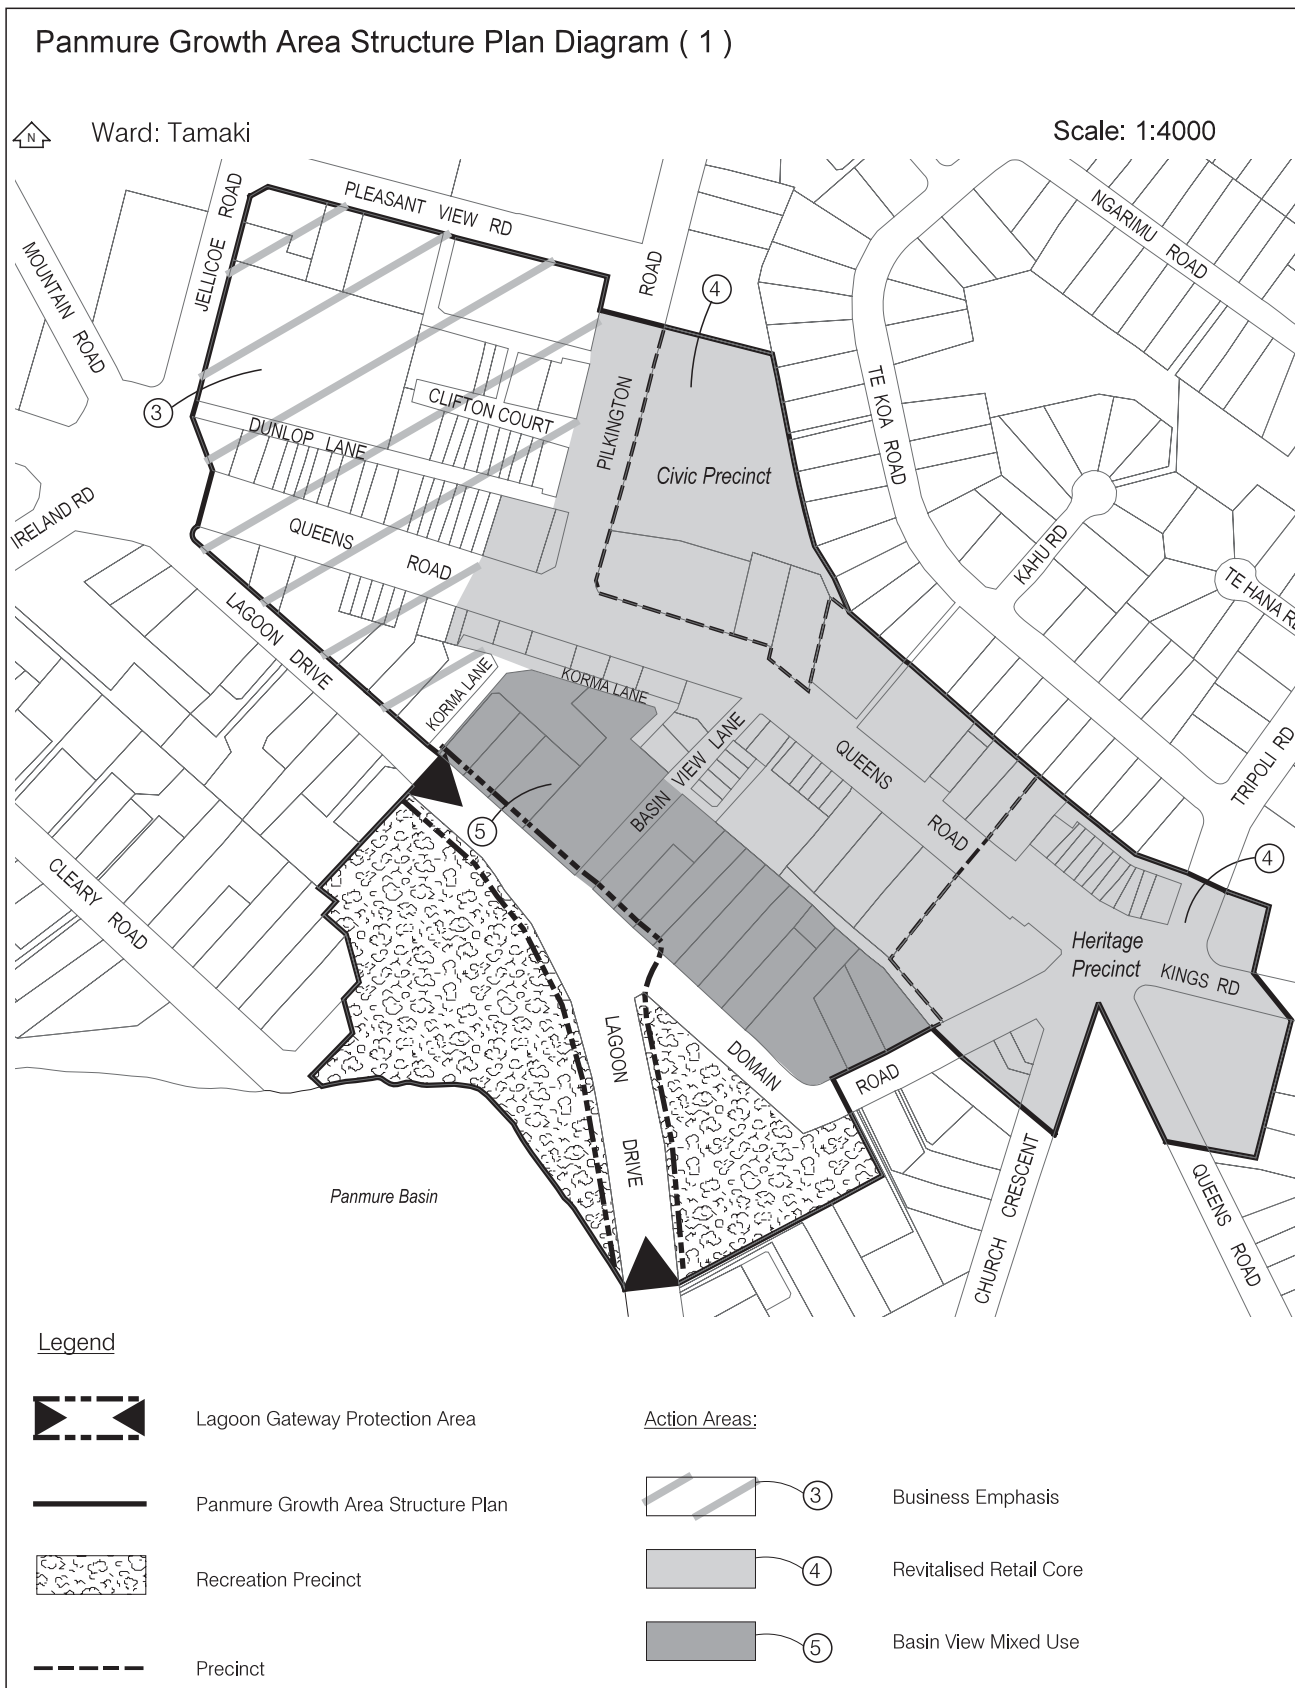 Panmure Growth Area Structure Plan Diagram ( 1 )
N
Ward: Tamaki
Scale: 1:4000
PLEASANT VIEW RD
JELLICOE ROAD
MOUNTAIN ROAD
ROAD
NGARIMU ROAD
4
3
CLIFTON COURT
DUNLOP LANE
PILKINGTON
TE KOA ROAD
Civic Precinct
IRELAND RD
QUEENS ROAD
KAHU RD
TE HANA RD
LAGOON DRIVE
KORMA LANE
KORMA LANE
BASIN VIEW LANE
QUEENS ROAD
TRIPOLI RD
5
4
CLEARY ROAD
Heritage
Precinct
KINGS RD
LAGOON DRIVE
DOMAIN ROAD
CHURCH CRESCENT
QUEENS ROAD
Panmure Basin
Legend
Lagoon Gateway Protection Area
Action Areas:
Panmure Growth Area Structure Plan
3
Business Emphasis
Recreation Precinct
4
Revitalised Retail Core
Precinct
5
Basin View Mixed Use